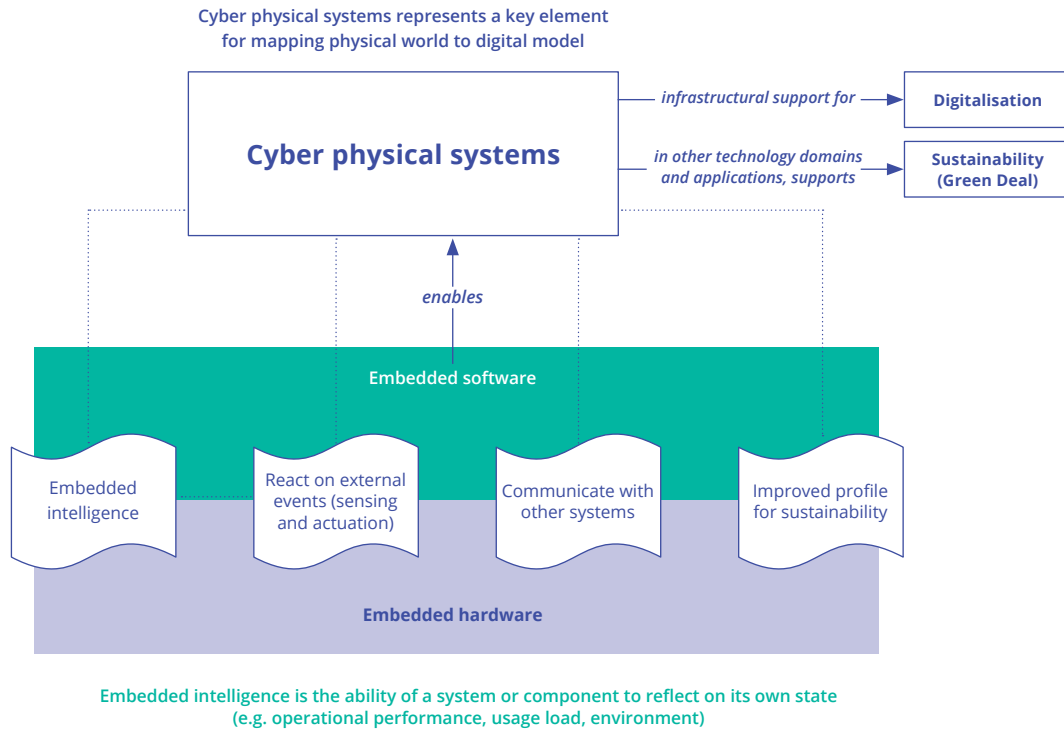 Cyber physical systems represents a key element
for mapping physical world to digital model
Cyber physical systems
infrastructural support for
Digitalisation
in other technology domains
and applications, supports
Sustainability
(Green Deal)
enables
Embedded software
Embedded
intelligence
React on external
events (sensing
and actuation)
Communicate with
other systems
Improved profile
for sustainability
Embedded hardware
Embedded intelligence is the ability of a system or component to reflect on its own state
(e.g. operational performance, usage load, environment)